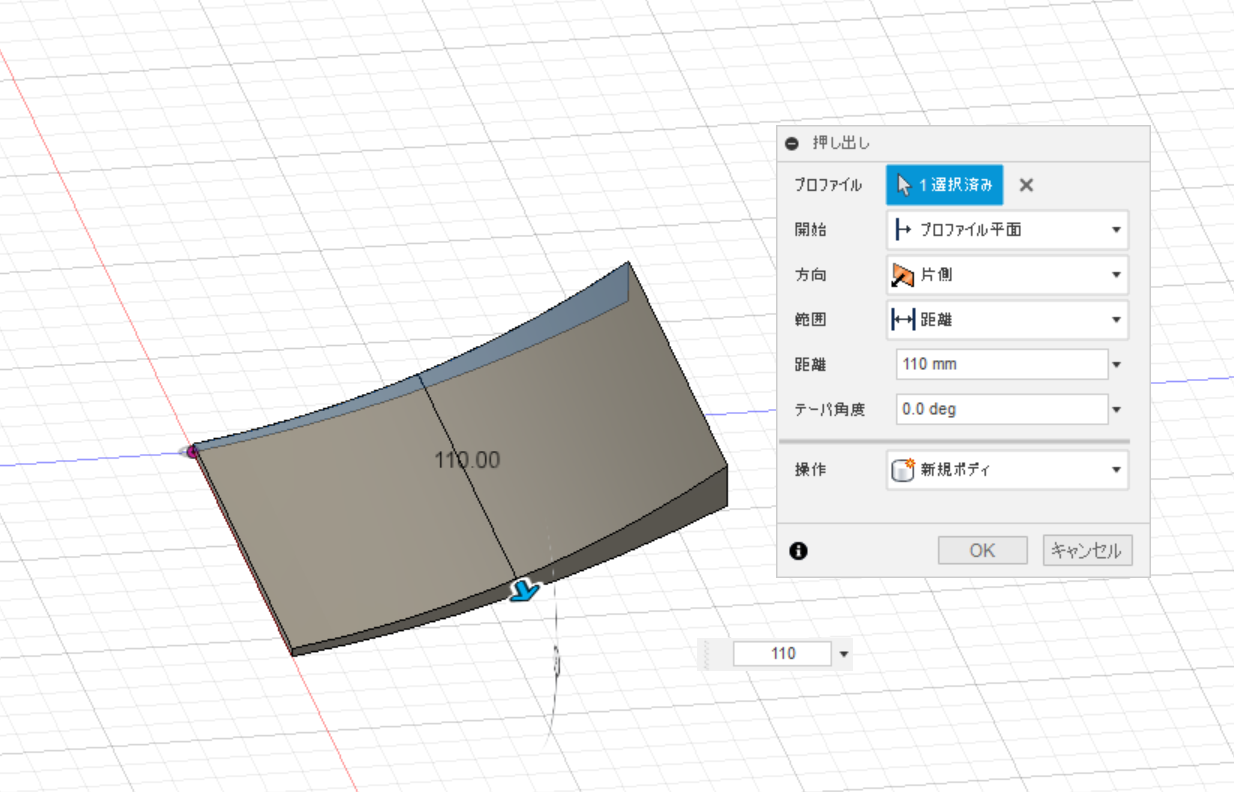 押し出し
プロファイル 1 選択済み
開始 プロファイル平面
方向 片側
範囲 距離
距離 110 mm
テーパ角度 0.0 deg
操作 新規ボディ
OK キャンセル
110.00
110